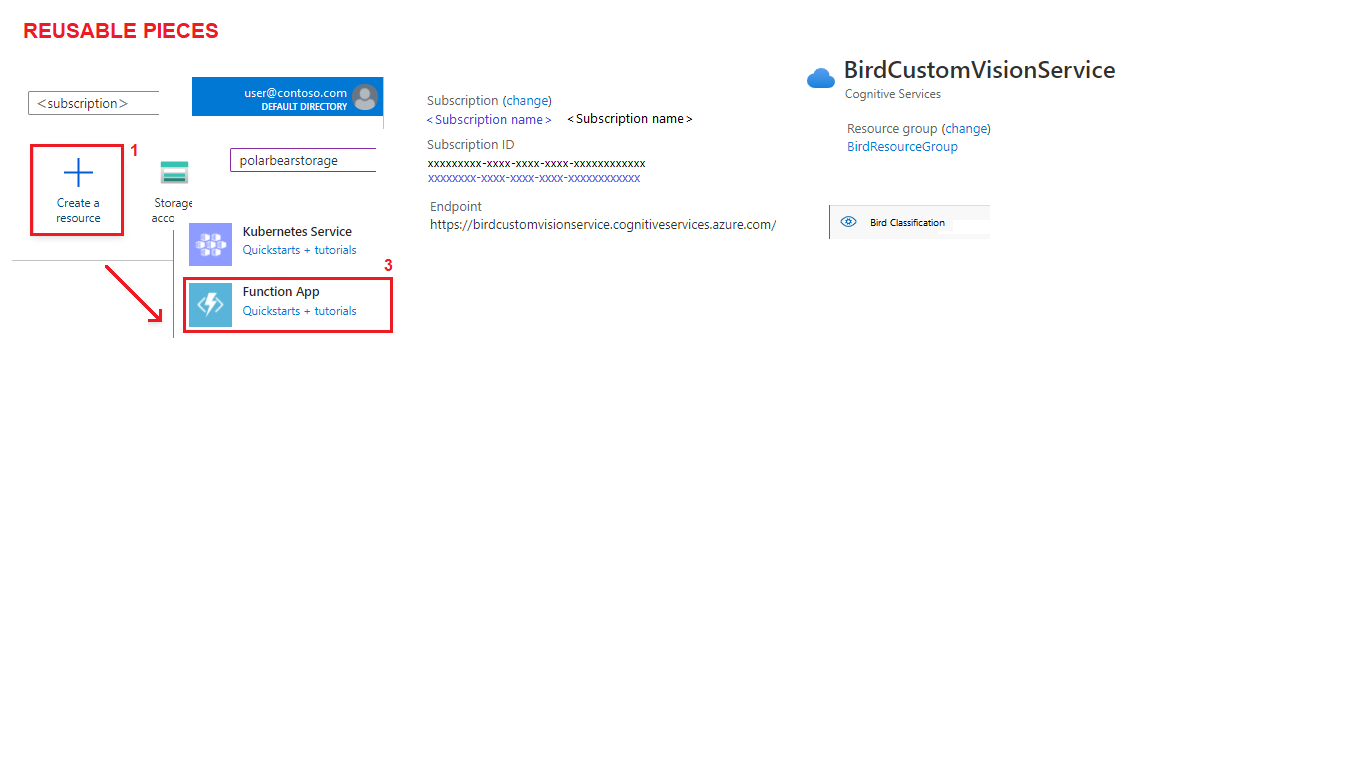 REUSABLE PIECES
<subscription>
user@contoso.com
DEFAULT DIRECTORY
1
Create a
resource
Storage
acco
polarbearstorage
Kubernetes Service
Quickstarts + tutorials
3
Function App
Quickstarts + tutorials
Subscription (change)
<Subscription name> <Subscription name>
Subscription ID
xxxxxxxxx-xxxx-xxxx-xxxx-xxxxxxxxxxxx
xxxxxxxx-xxxx-xxxx-xxxx-xxxxxxxxxxxx
Endpoint
https://birdcustomvisionservice.cognitiveservices.azure.com/
BirdCustomVisionService
Cognitive Services
Resource group (change)
BirdResourceGroup
Bird Classification